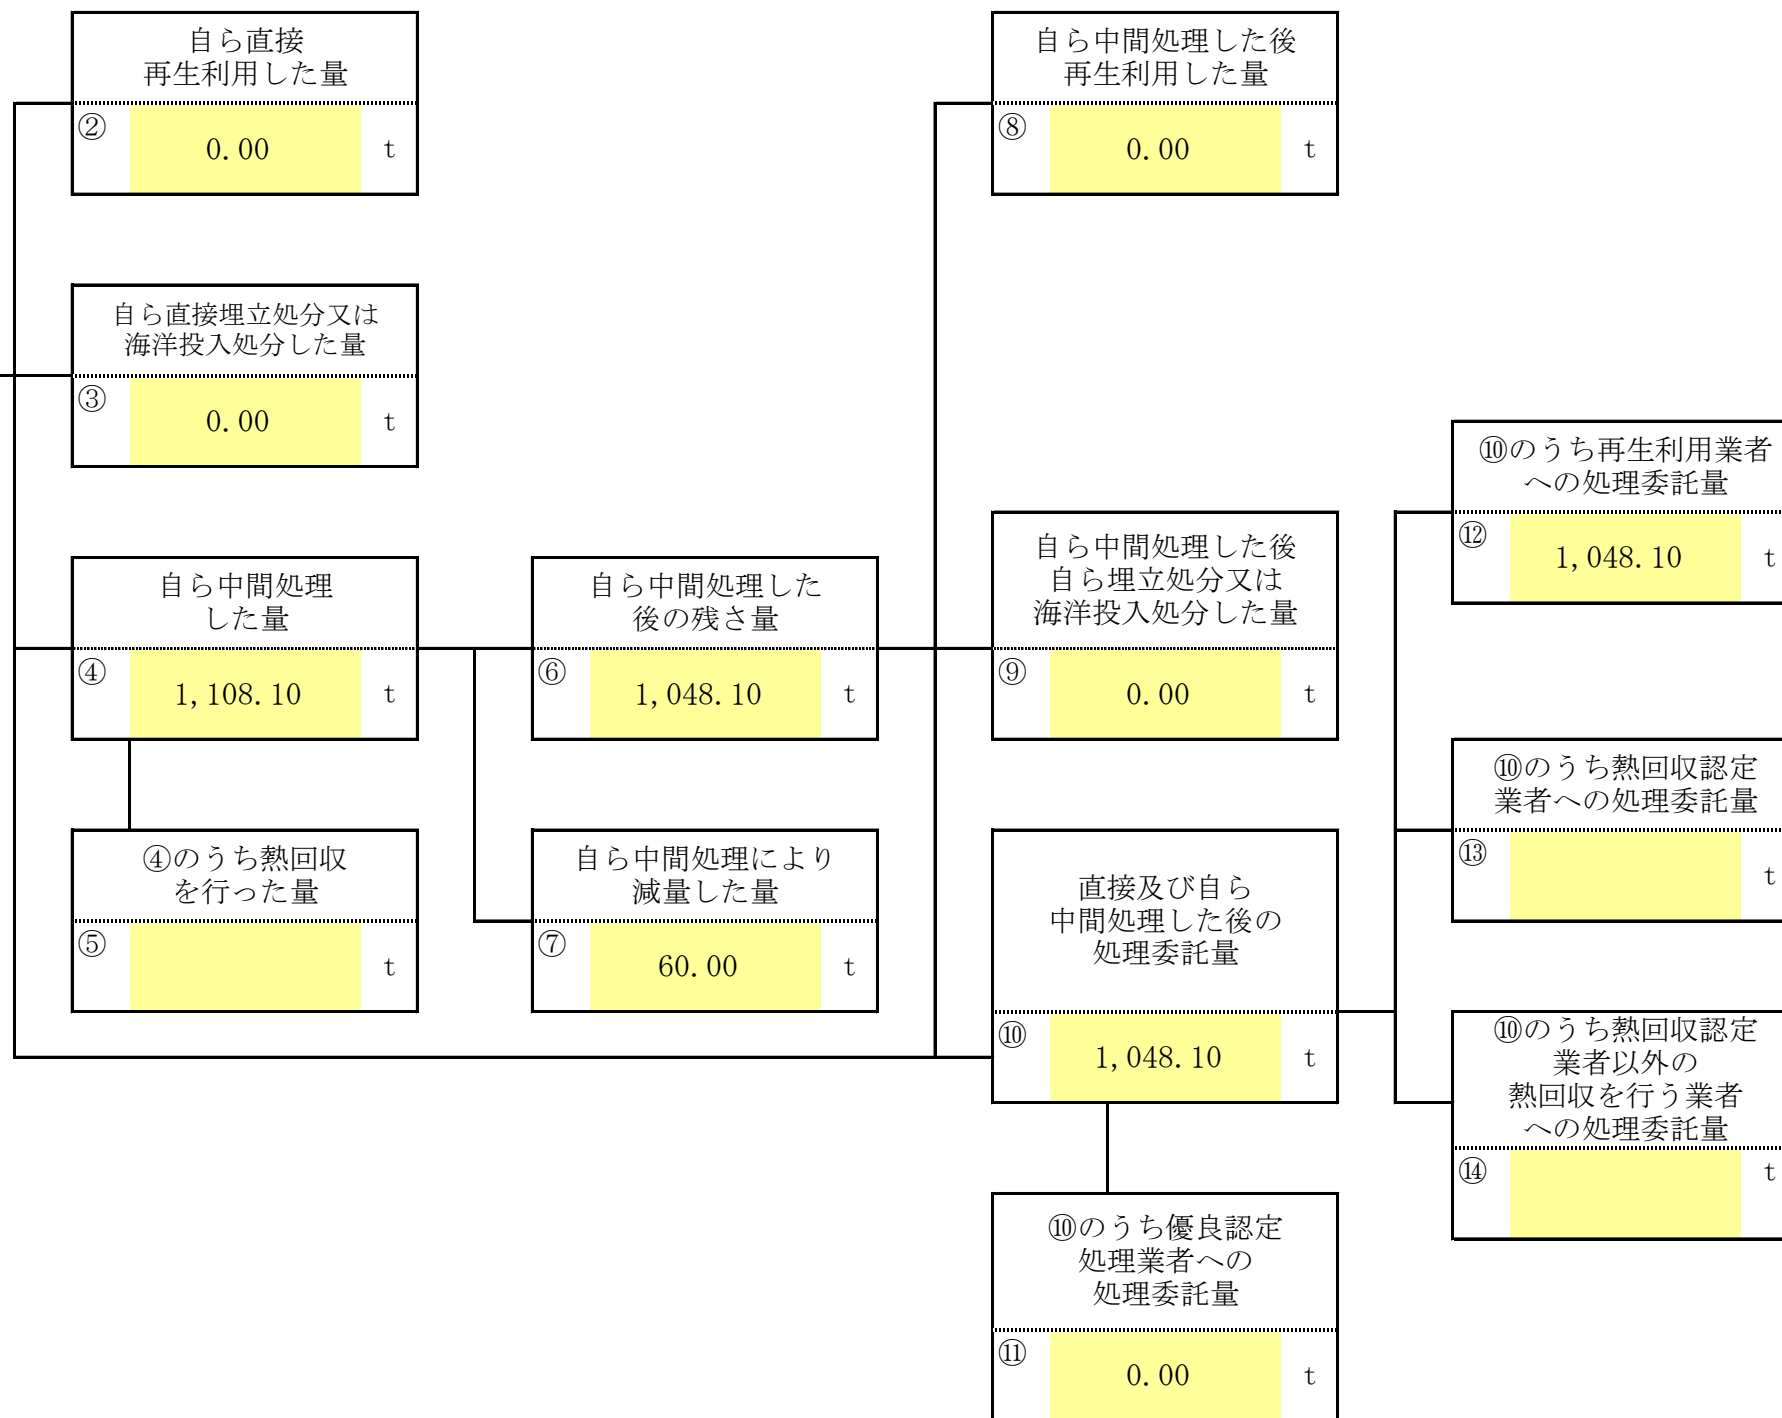 自ら直接
再生利用した量
② 0.00 t
自ら直接埋立処分又は
海洋投入処分した量
③ 0.00 t
自ら中間処理
した量
④ 1,108.10 t
④のうち熱回収
を行った量
⑤ t
自ら中間処理した
後の残さ量
⑥ 1,048.10 t
自ら中間処理により
減量した量
⑦ 60.00 t
自ら中間処理した後
再生利用した量
⑧ 0.00 t
自ら中間処理した後
自ら埋立処分又は
海洋投入処分した量
⑨ 0.00 t
直接及び自ら
中間処理した後の
処理委託量
⑩ 1,048.10 t
⑩のうち優良認定
処理業者への
処理委託量
⑪ 0.00 t
⑩のうち再生利用業者
への処理委託量
⑫ 1,048.10 t
⑩のうち熱回収認定
業者への処理委託量
⑬ t
⑩のうち熱回収認定
業者以外の
熱回収を行う業者
への処理委託量
⑭ t